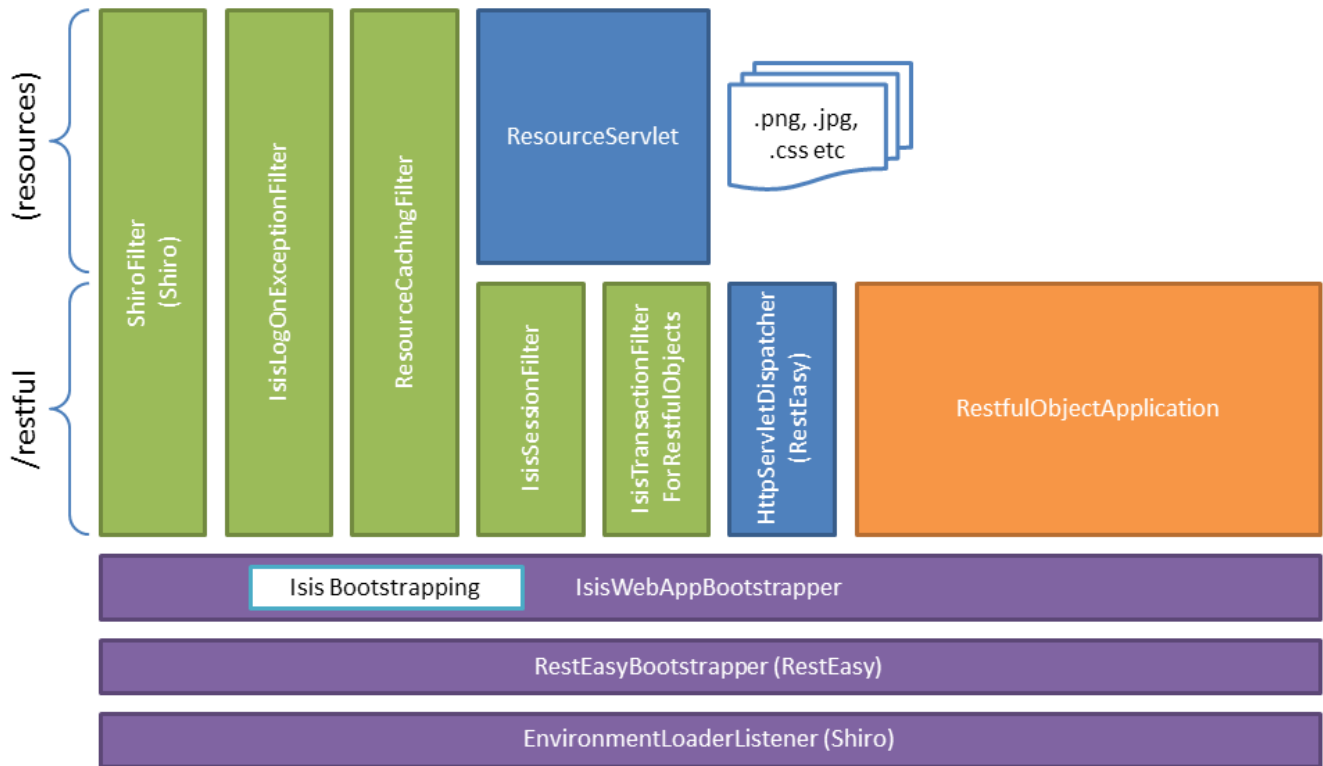 (resources)
/restful
ShiroFilter
(Shiro)
IsisLogOnExceptionFilter
ResourceCachingFilter
ResourceServlet
.png, .jpg,
.css etc
IsisSessionFilter
IsisTransactionFilter
ForRestfulObjects
HttpServletDispatcher
(RestEasy)
RestfulObjectApplication
Isis Bootstrapping
IsisWebAppBootstrapper
RestEasyBootstrapper (RestEasy)
EnvironmentLoaderListener (Shiro)